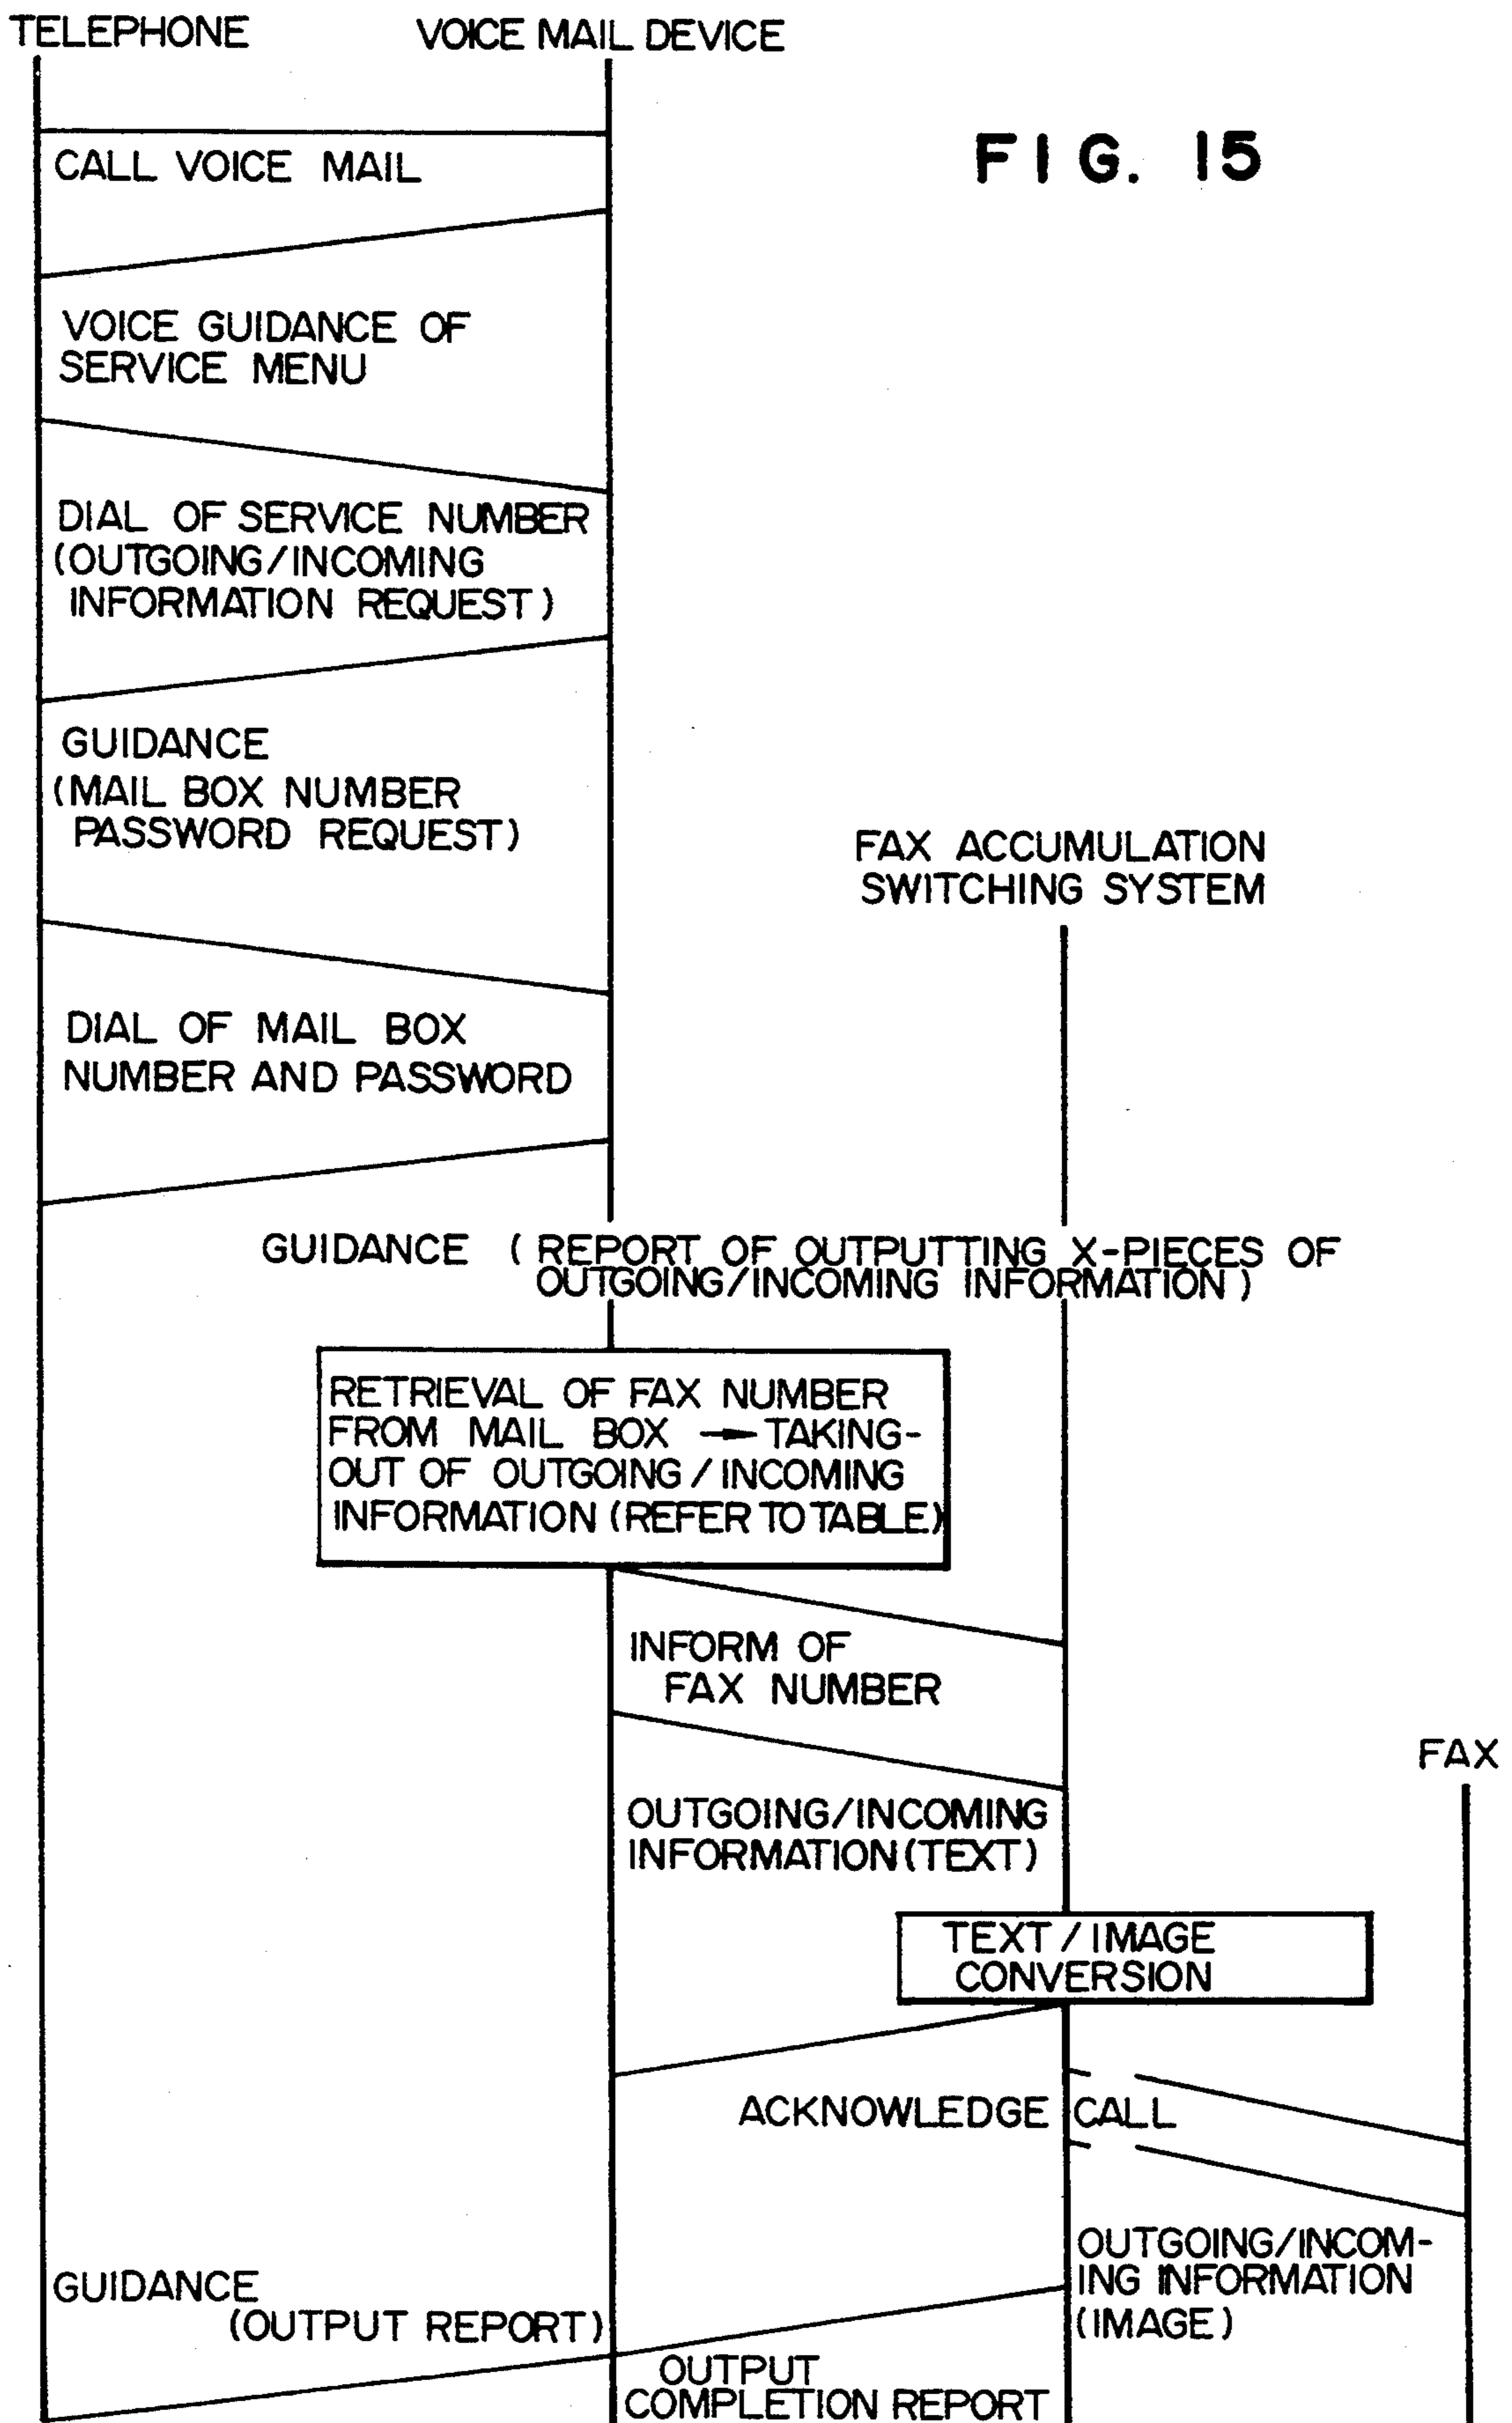 TELEPHONE
VOICE MAIL DEVICE
FIG. 15
CALL VOICE MAIL
VOICE GUIDANCE OF
SERVICE MENU
DIAL OF SERVICE NUMBER
(OUTGOING/INCOMING
INFORMATION REQUEST)
GUIDANCE
(MAIL BOX NUMBER
PASSWORD REQUEST)
FAX ACCUMULATION
SWITCHING SYSTEM
DIAL OF MAIL BOX
NUMBER AND PASSWORD
GUIDANCE (REPORT OF OUTPUTTING X-PIECES OF
OUTGOING/INCOMING INFORMATION)
RETRIEVAL OF FAX NUMBER
FROM MAIL BOX → TAKING-
OUT OF OUTGOING/INCOMING
INFORMATION (REFER TO TABLE)
INFORM OF
FAX NUMBER
FAX
OUTGOING/INCOMING
INFORMATION (TEXT)
TEXT/IMAGE
CONVERSION
ACKNOWLEDGE
CALL
OUTGOING/INCOM-
ING INFORMATION
(IMAGE)
GUIDANCE
(OUTPUT REPORT)
OUTPUT
COMPLETION REPORT